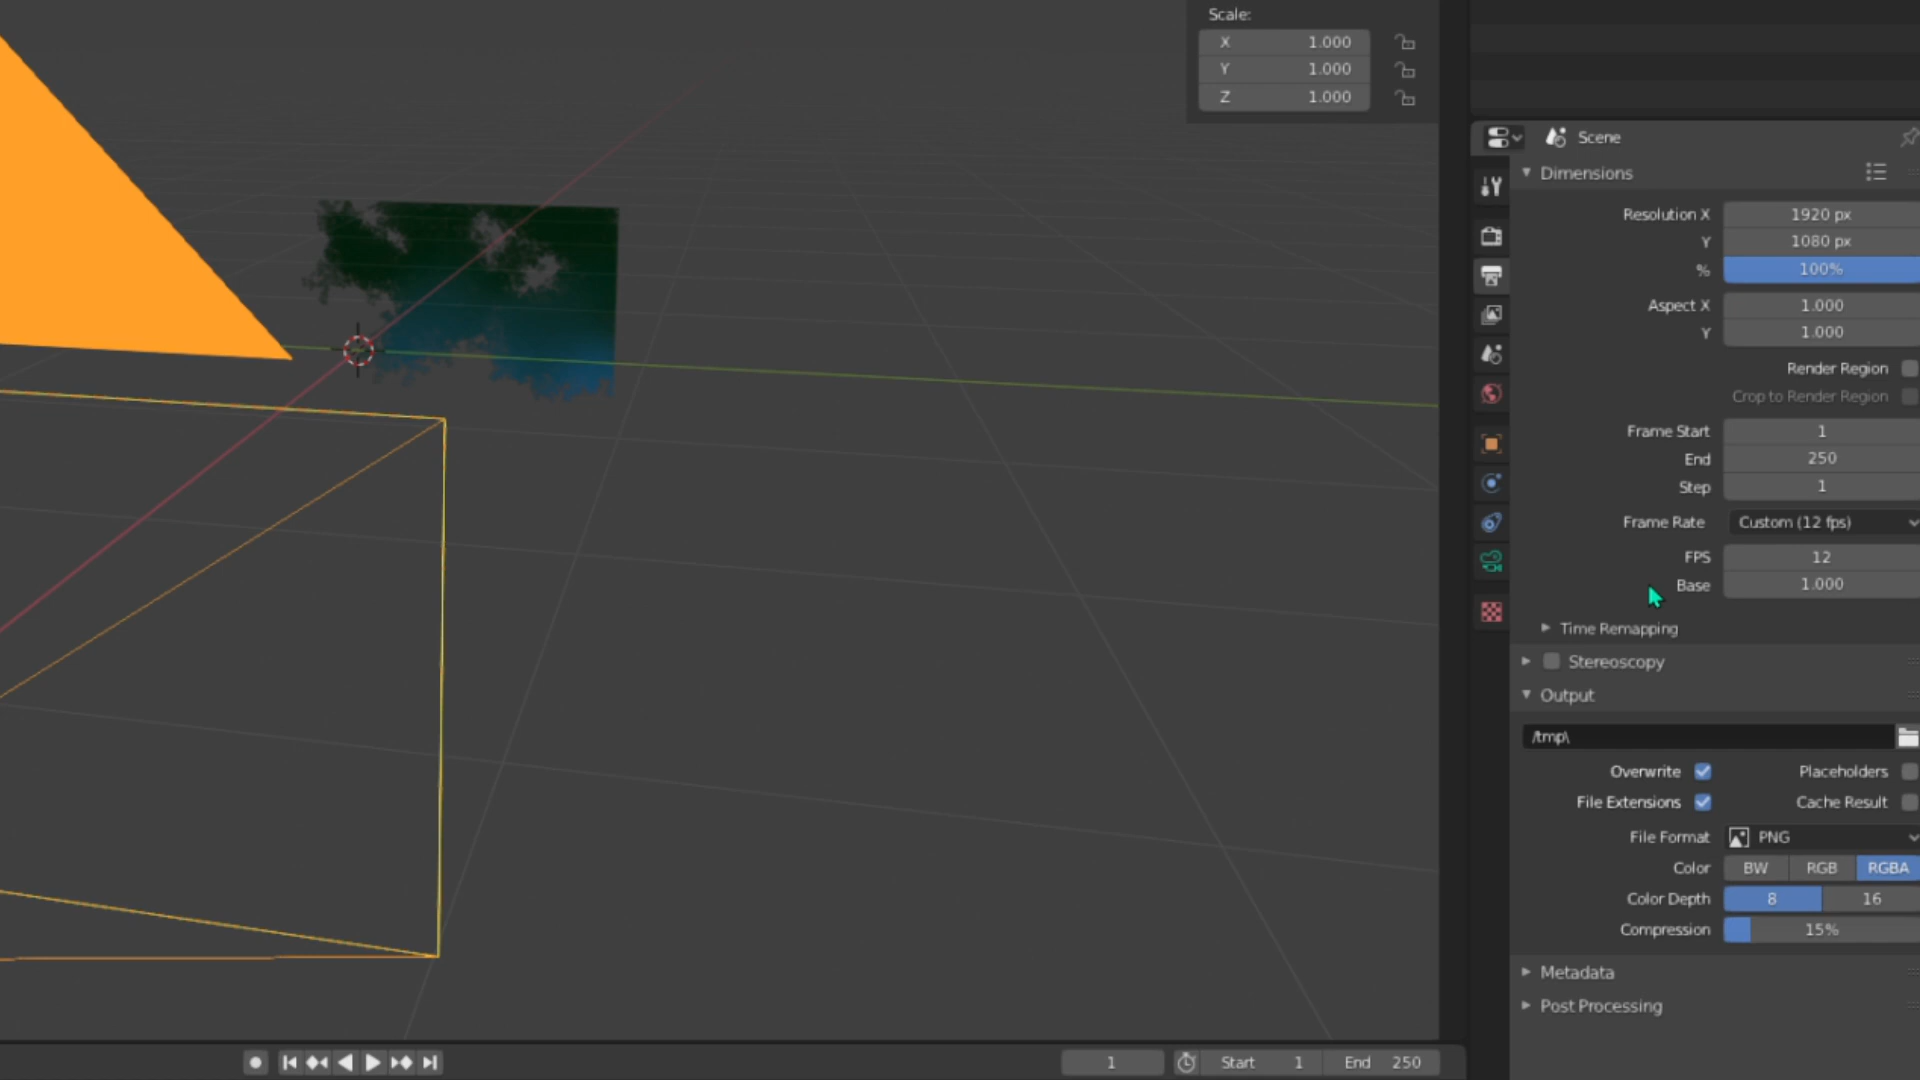 Scale:
X 1.000
Y 1.000
Z 1.000
Scene
Dimensions
Resolution X 1920 px
Y 1080 px
% 100%
Aspect X 1.000
Y 1.000
Render Region
Crop to Render Region
Frame Start 1
End 250
Step 1
Frame Rate Custom (12 fps)
FPS 12
Base 1.000
Time Remapping
Stereoscopy
Output
/tmp\
Overwrite Placeholders
File Extensions Cache Result
File Format PNG
Color BW RGB RGBA
Color Depth 8 16
Compression 15%
Metadata
Post Processing
1 Start 1 End 250